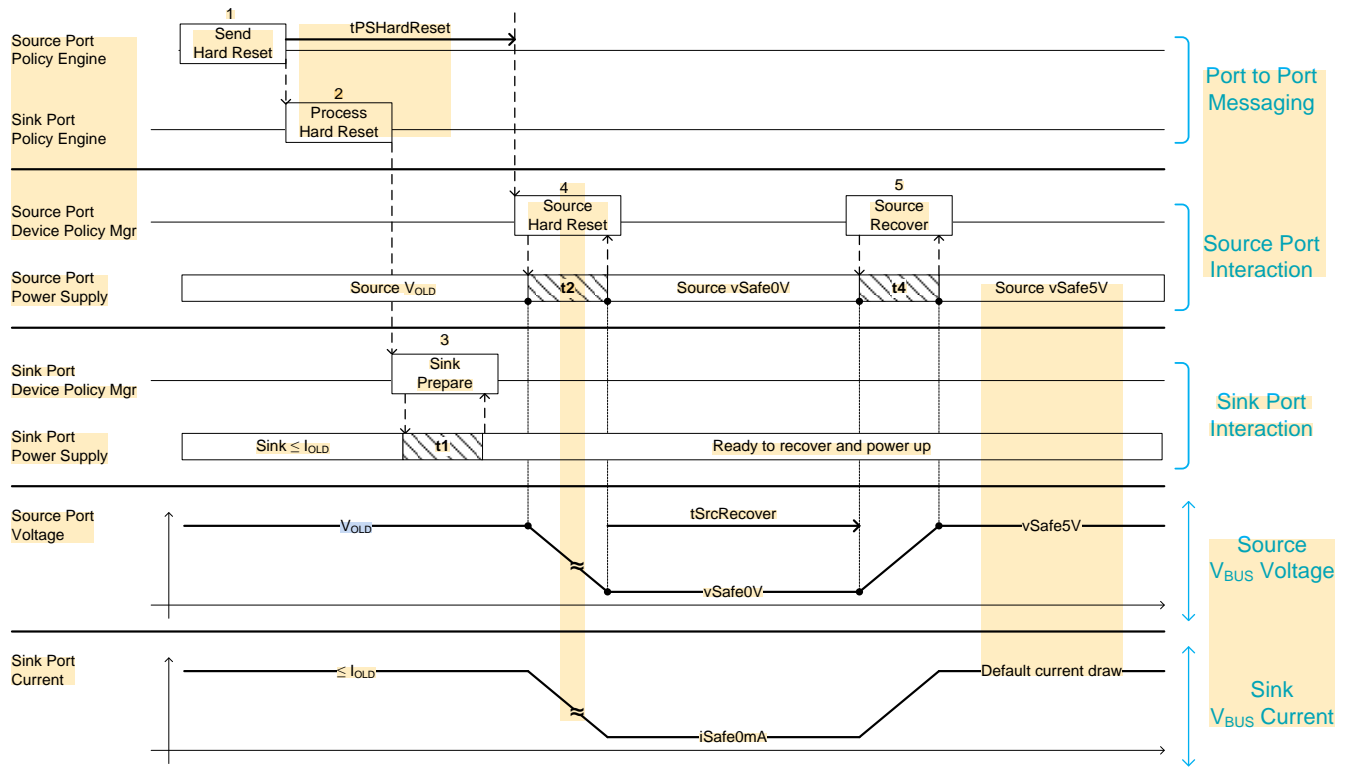 1
Send
Hard Reset
tPSHardReset
Source Port
Policy Engine
Port to Port
Messaging
2
Process
Hard Reset
Sink Port
Policy Engine
4
Source
Hard Reset
5
Source
Recover
Source Port
Device Policy Mgr
Source Port
Interaction
Source Port
Power Supply
Source VOLD
t2
Source vSafe0V
t4
Source vSafe5V
3
Sink
Prepare
Sink Port
Device Policy Mgr
Sink Port
Interaction
Sink Port
Power Supply
Sink ≤ IOLD
t1
Ready to recover and power up
Source Port
Voltage
VOLD
tSrcRecover
vSafe5V
≈
vSafe0V
Source
VBUS Voltage
Sink Port
Current
≤ IOLD
Default current draw
≈
iSafe0mA
Sink
VBUS Current